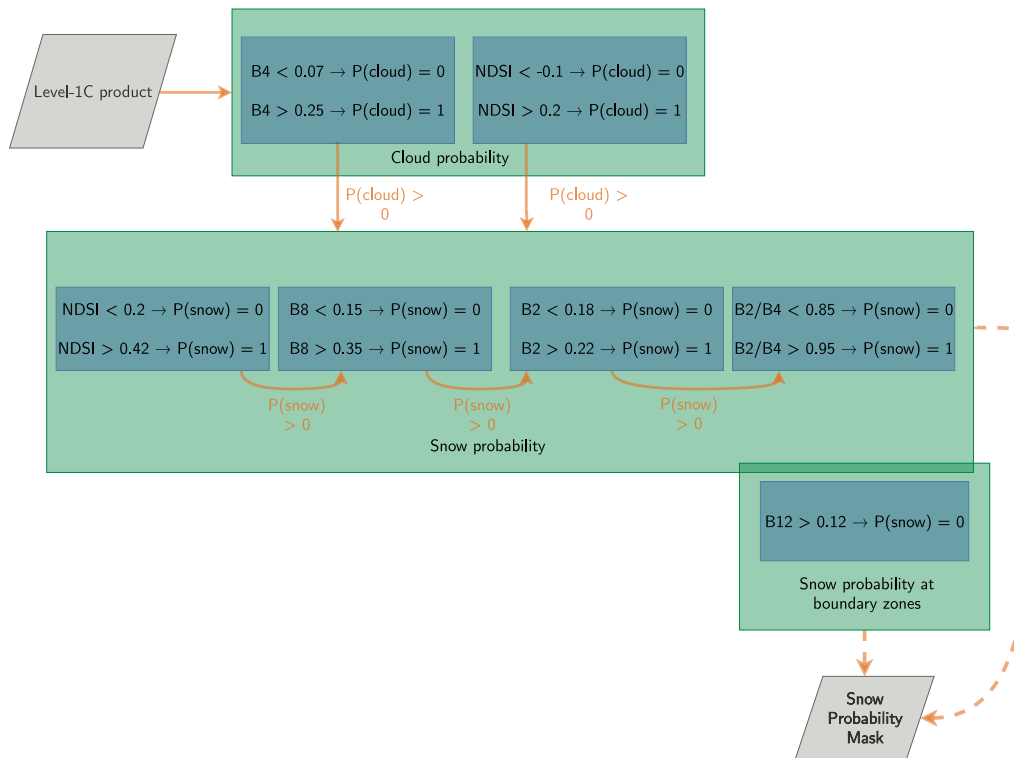 Level-1C product
B4 < 0.07 → P(cloud) = 0
B4 > 0.25 → P(cloud) = 1
NDSI < -0.1 → P(cloud) = 0
NDSI > 0.2 → P(cloud) = 1
Cloud probability
P(cloud) >
0
P(cloud) >
0
NDSI < 0.2 → P(snow) = 0
NDSI > 0.42 → P(snow) = 1
B8 < 0.15 → P(snow) = 0
B8 > 0.35 → P(snow) = 1
B2 < 0.18 → P(snow) = 0
B2 > 0.22 → P(snow) = 1
B2/B4 < 0.85 → P(snow) = 0
B2/B4 > 0.95 → P(snow) = 1
P(snow)
> 0
P(snow)
> 0
P(snow)
> 0
Snow probability
B12 > 0.12 → P(snow) = 0
Snow probability at
boundary zones
Snow
Probability
Mask